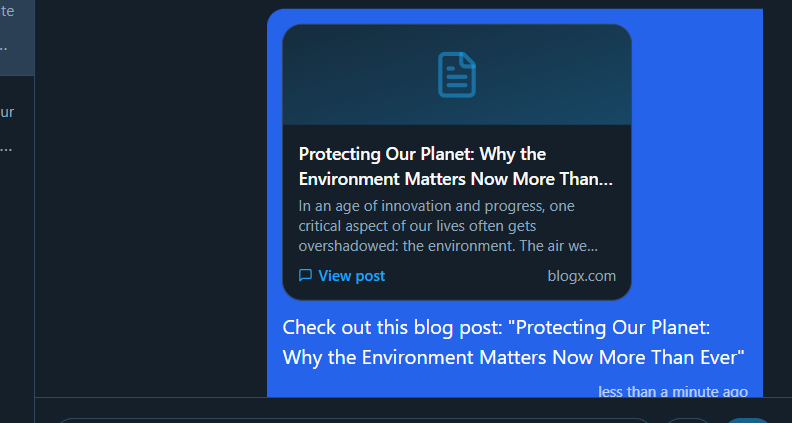 te
..
ur
...
Protecting Our Planet: Why the
Environment Matters Now More Than...
In an age of innovation and progress, one
critical aspect of our lives often gets
overshadowed: the environment. The air we...
View post
blogx.com
Check out this blog post: "Protecting Our Planet:
Why the Environment Matters Now More Than Ever"
less than a minute ago